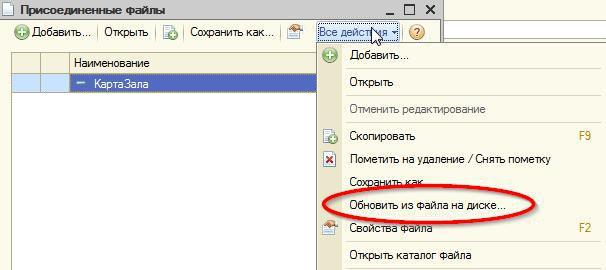 Присоединенные файлы
Добавить... Открыть Сохранить как... Все действия ?
Наименование
КартаЗала
Добавить...
Открыть
Отменить редактирование
Скопировать F9
Пометить на удаление / Снять пометку
Сохранить как...
Обновить из файла на диске...
Свойства файла F2
Открыть каталог файла